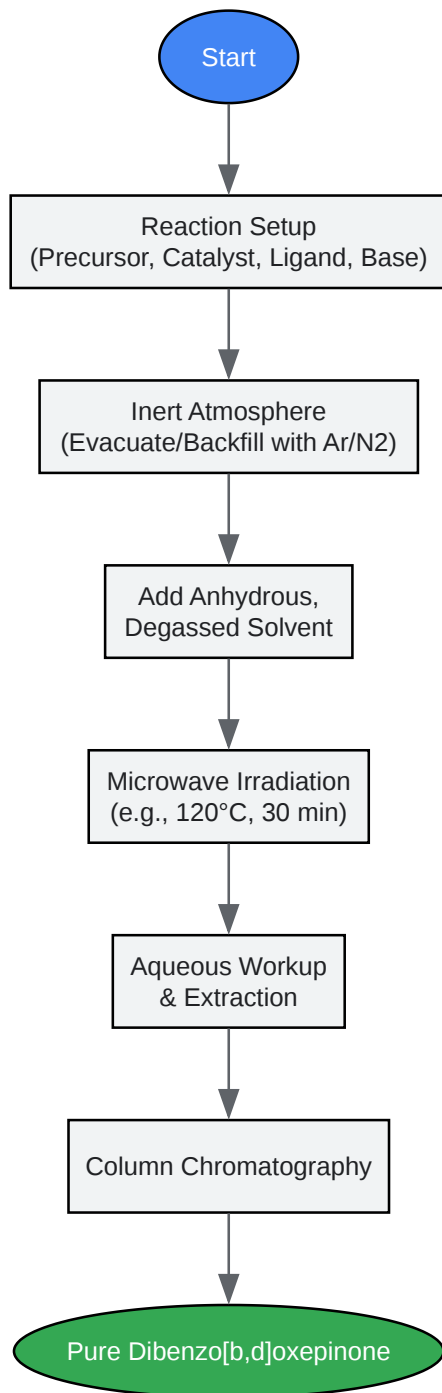 Start
Reaction Setup
(Precursor, Catalyst, Ligand, Base)
Inert Atmosphere
(Evacuate/Backfill with Ar/N2)
Add Anhydrous,
Degassed Solvent
Microwave Irradiation
(e.g., 120°C, 30 min)
Aqueous Workup
& Extraction
Column Chromatography
Pure Dibenzo[b,d]oxepinone